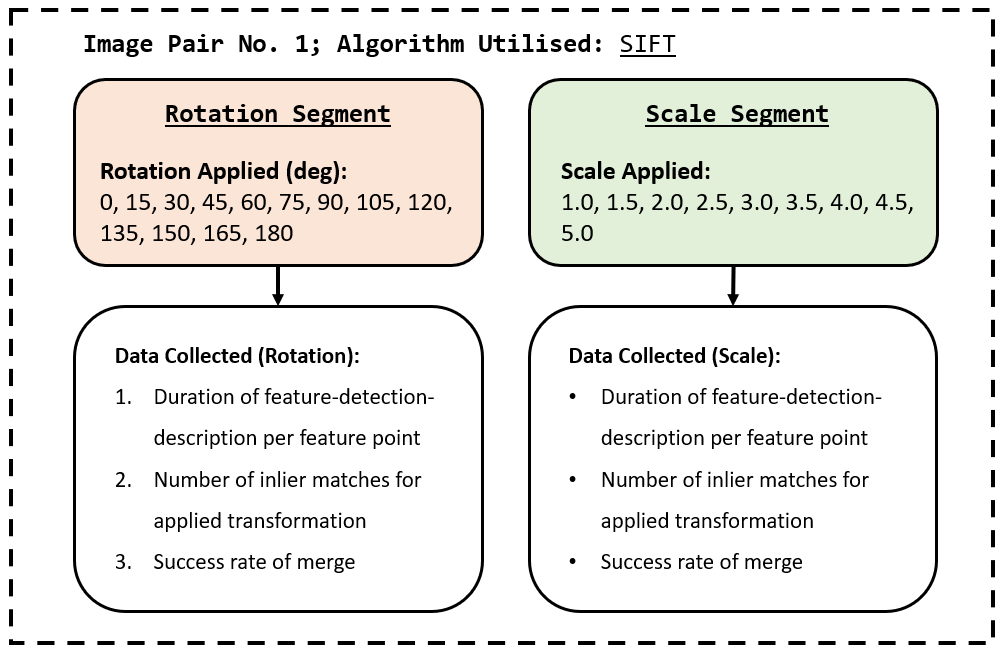 Image Pair No. 1; Algorithm Utilised: SIFT
Rotation Segment
Rotation Applied (deg):
0, 15, 30, 45, 60, 75, 90, 105, 120,
135, 150, 165, 180
Scale Segment
Scale Applied:
1.0, 1.5, 2.0, 2.5, 3.0, 3.5, 4.0, 4.5,
5.0
Data Collected (Rotation):
1. Duration of feature-detection-
description per feature point
2. Number of inlier matches for
applied transformation
3. Success rate of merge
Data Collected (Scale):
• Duration of feature-detection-
description per feature point
• Number of inlier matches for
applied transformation
• Success rate of merge